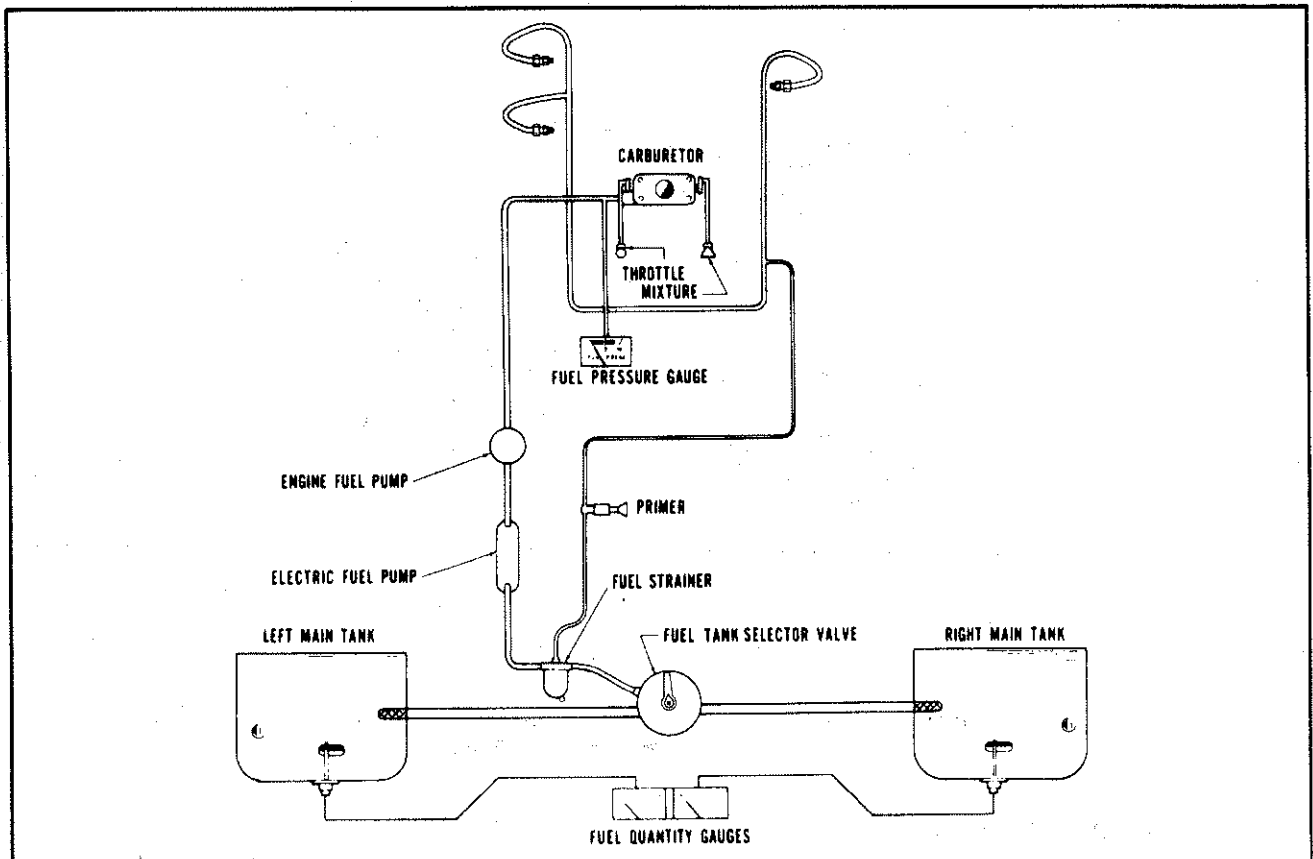 CARBURETOR
THROTTLE
MIXTURE
FUEL PRESSURE GAUGE
ENGINE FUEL PUMP
PRIMER
ELECTRIC FUEL PUMP
FUEL STRAINER
LEFT MAIN TANK
FUEL TANK SELECTOR VALVE
RIGHT MAIN TANK
FUEL QUANTITY GAUGES